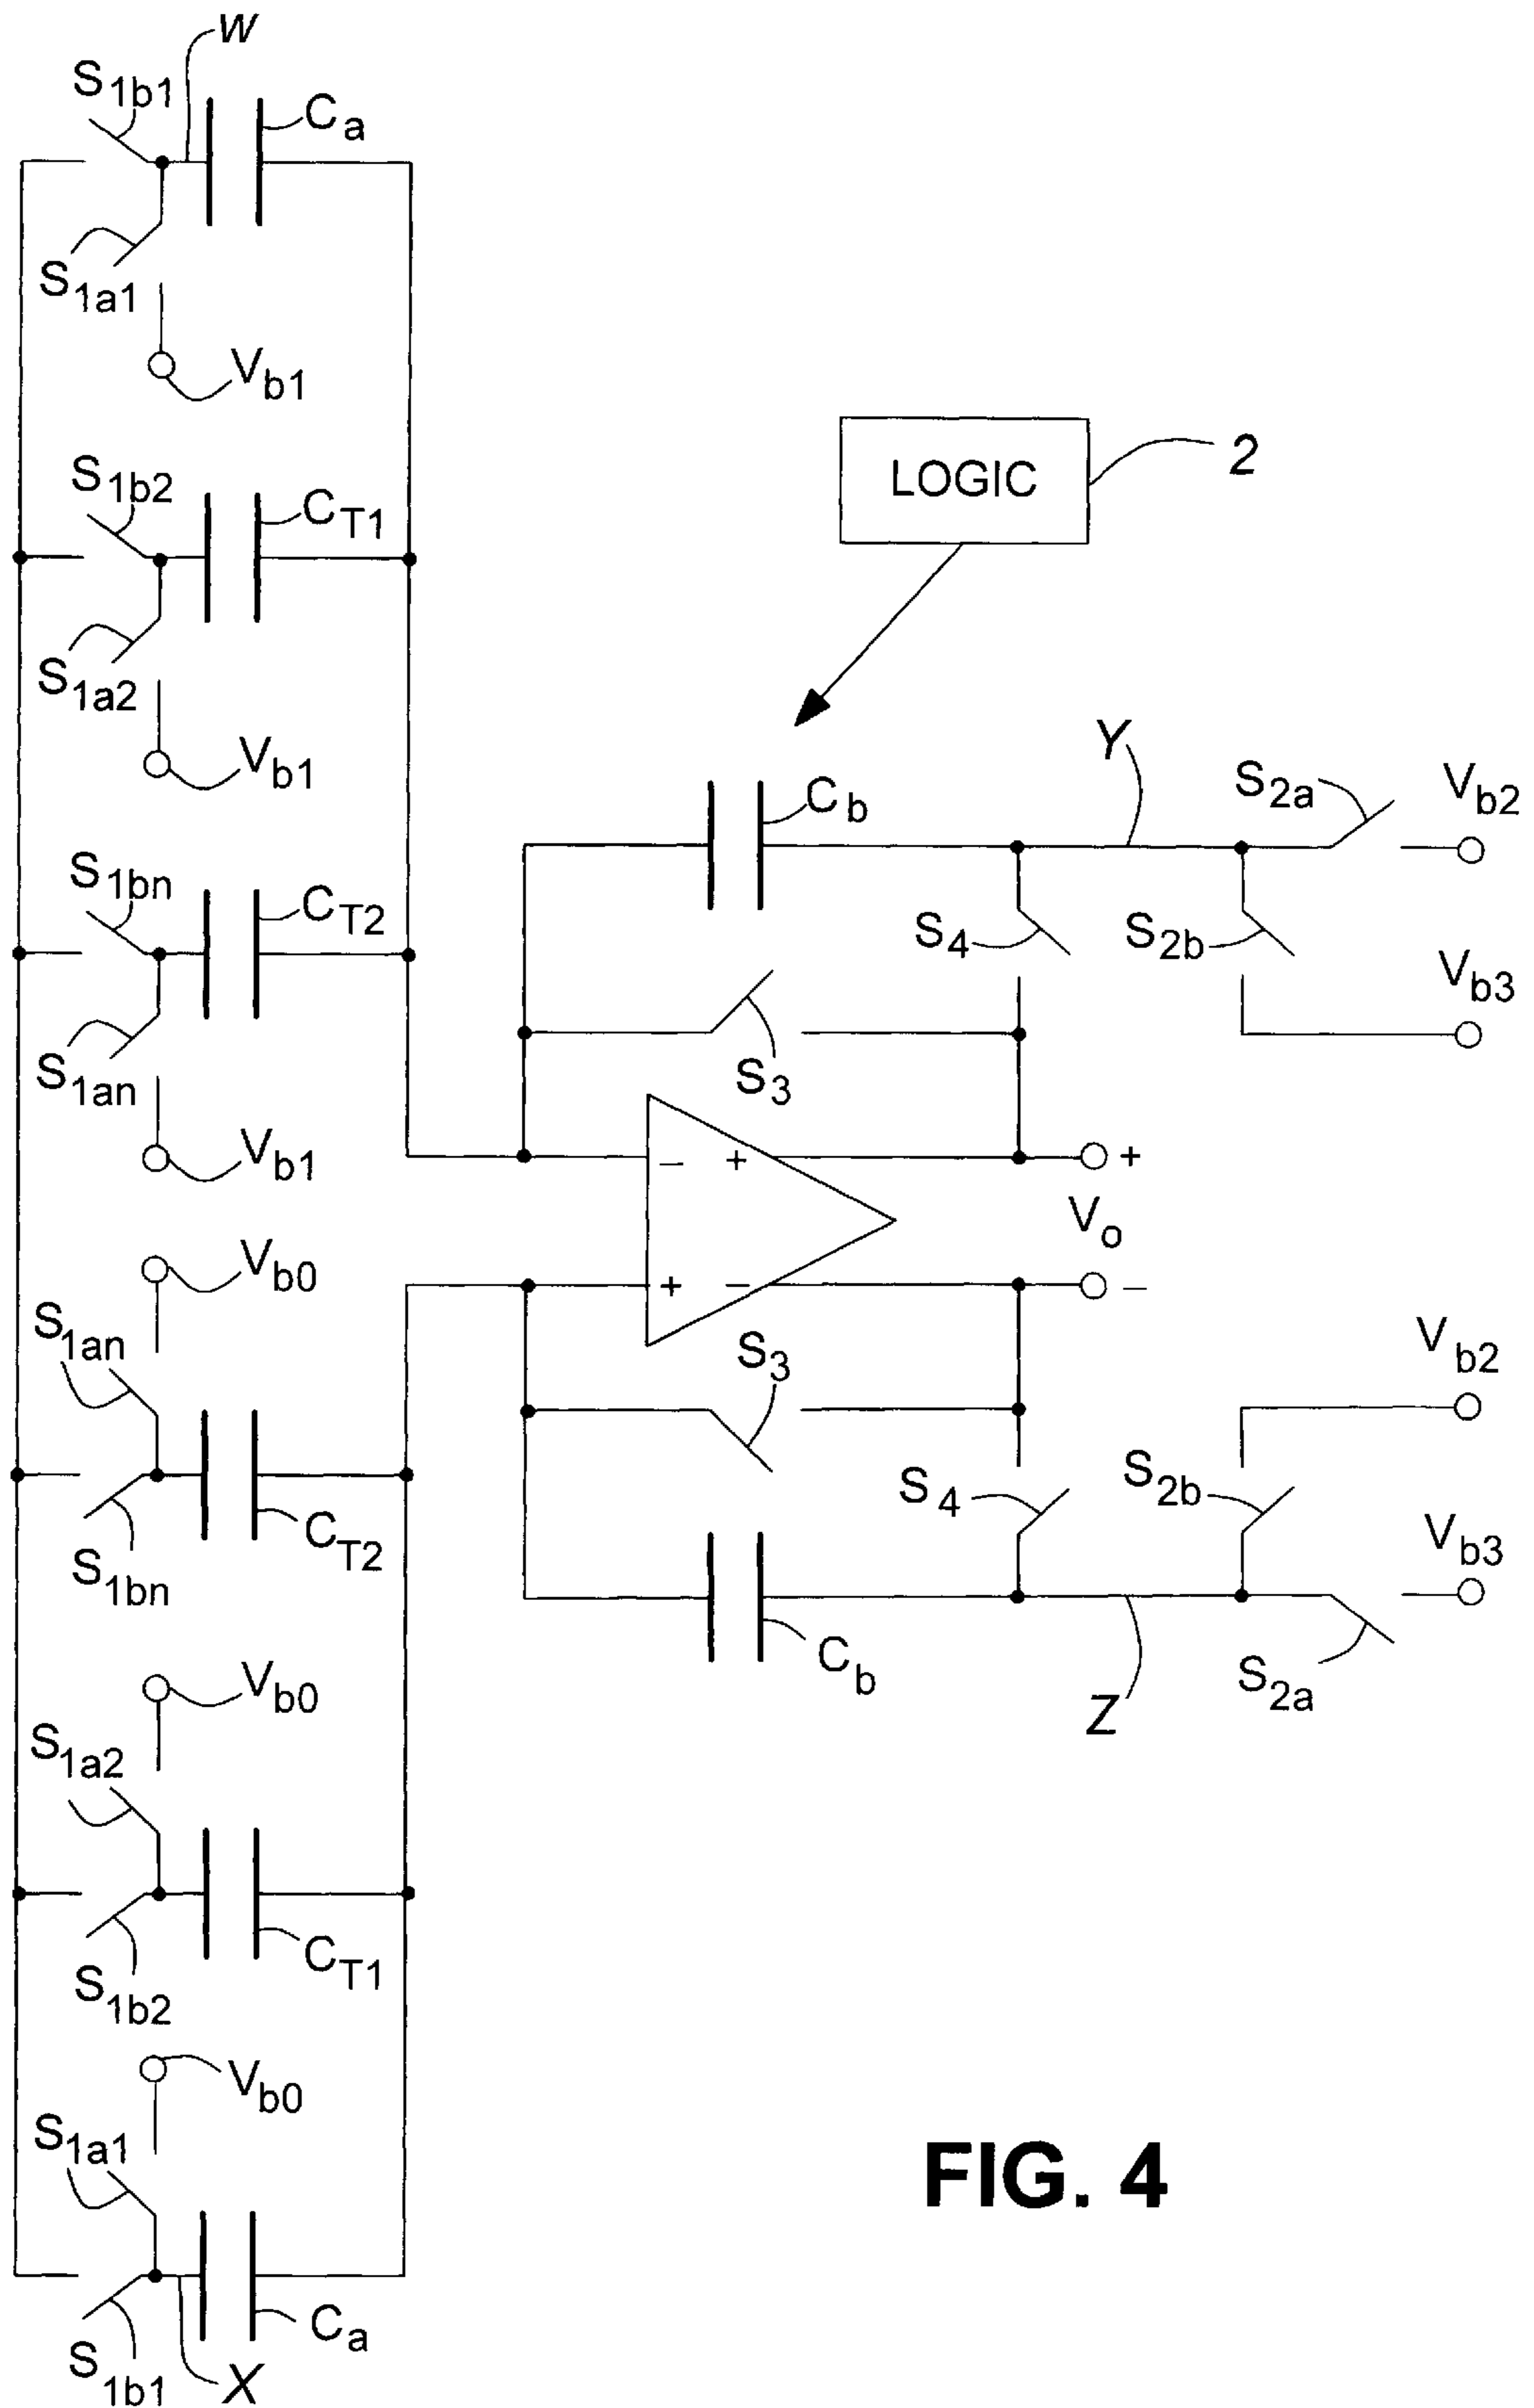 W
S1b1
Ca
S1a1
Vb1
LOGIC
2
S1b2
CT1
S1a2
Vb1
Y
S2a
Vb2
Cb
S1bn
CT2
S4
S2b
Vb3
S1an
S3
Vb1
− +
+
Vo
Vb0
+ −
−
S1an
S3
Vb2
S4
S2b
CT2
Vb3
S1bn
Cb
S2a
Vb0
Z
S1a2
CT1
S1b2
Vb0
S1a1
FIG. 4
Ca
S1b1
X